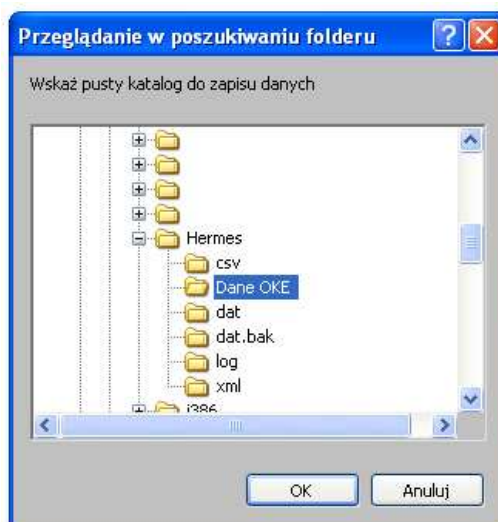 Przeglądanie w poszukiwaniu folderu
Wskaż pusty katalog do zapisu danych
Hermes
csv
Dane OKE
dat
dat.bak
log
xml
i386
OK
Anuluj